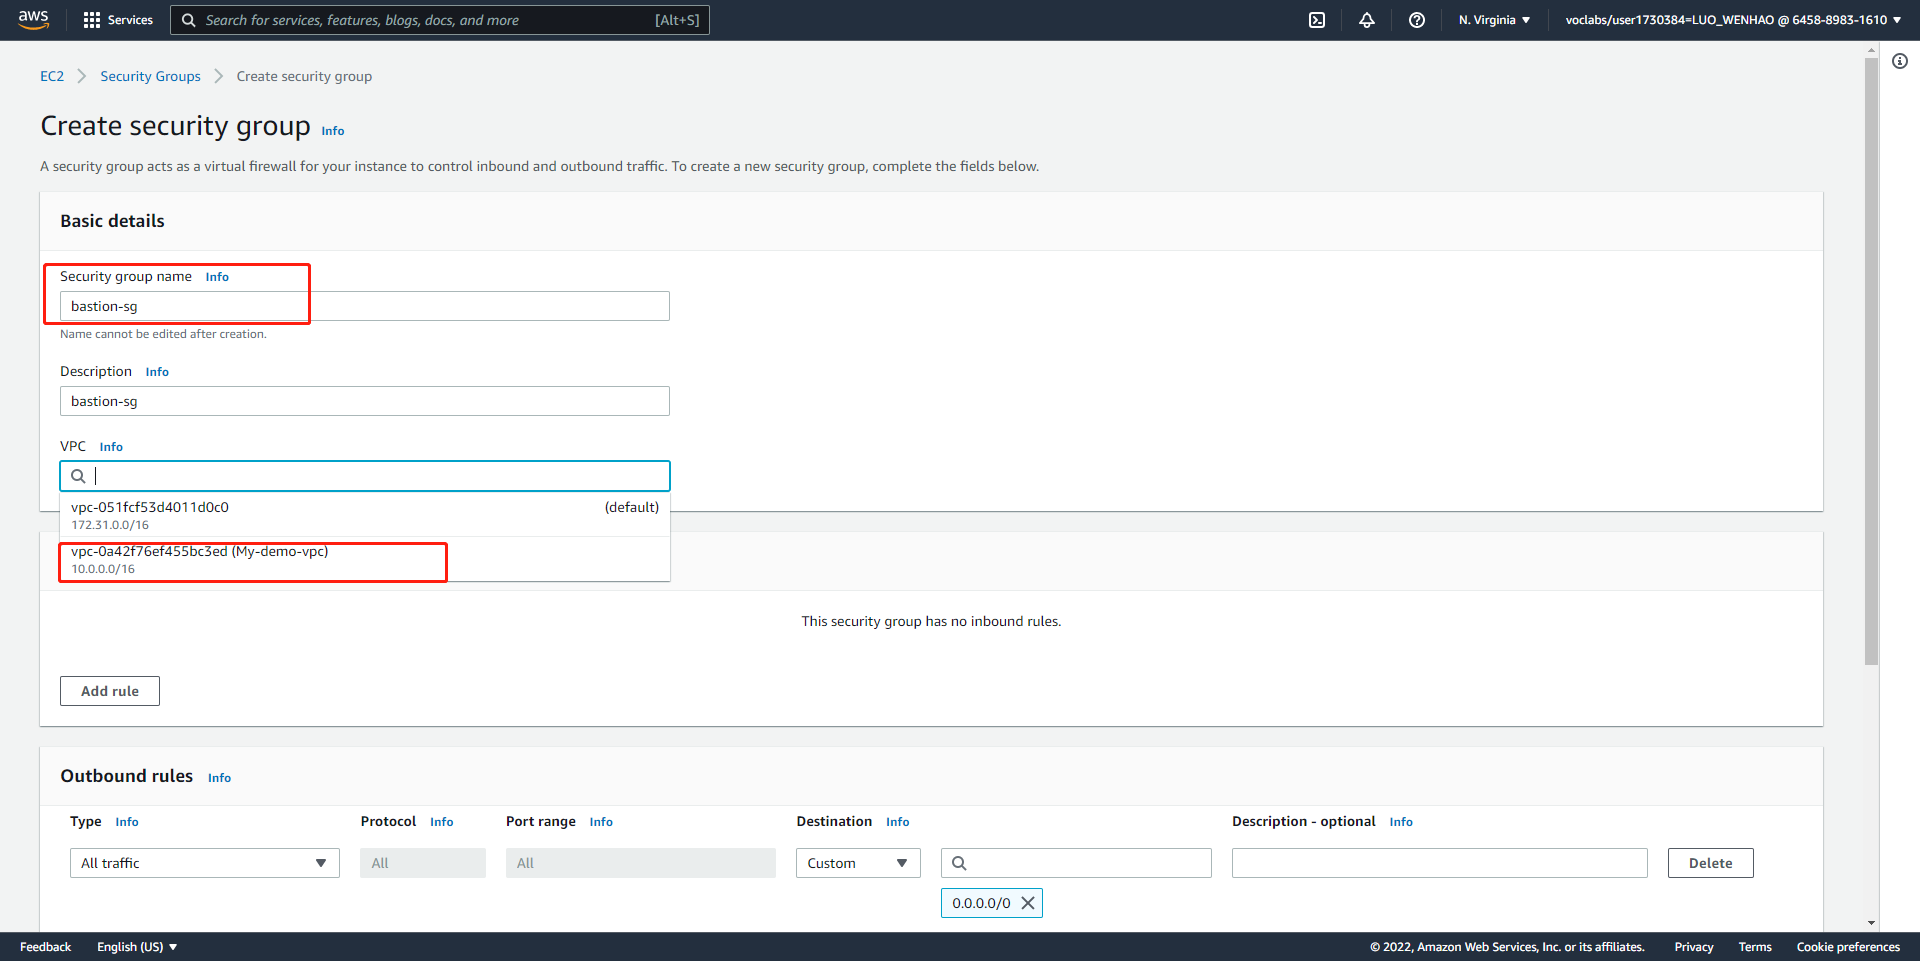 aws Services Search for services, features, blogs, docs, and more [Alt+S] N. Virginia voclabs/user1730384=LUO_WENHAO @ 6458-8983-1610
EC2 Security Groups Create security group
Create security group Info
A security group acts as a virtual firewall for your instance to control inbound and outbound traffic. To create a new security group, complete the fields below.
Basic details
Security group name Info
bastion-sg
Name cannot be edited after creation.
Description Info
bastion-sg
VPC Info
vpc-051fcf53d4011d0c0 (default)
172.31.0.0/16
vpc-0a42f76ef455bc3ed (My-demo-vpc)
10.0.0.0/16
This security group has no inbound rules.
Add rule
Outbound rules Info
Type Info Protocol Info Port range Info Destination Info Description - optional Info
All traffic All All Custom Delete
0.0.0.0/0
Feedback English (US) © 2022, Amazon Web Services, Inc. or its affiliates. Privacy Terms Cookie preferences